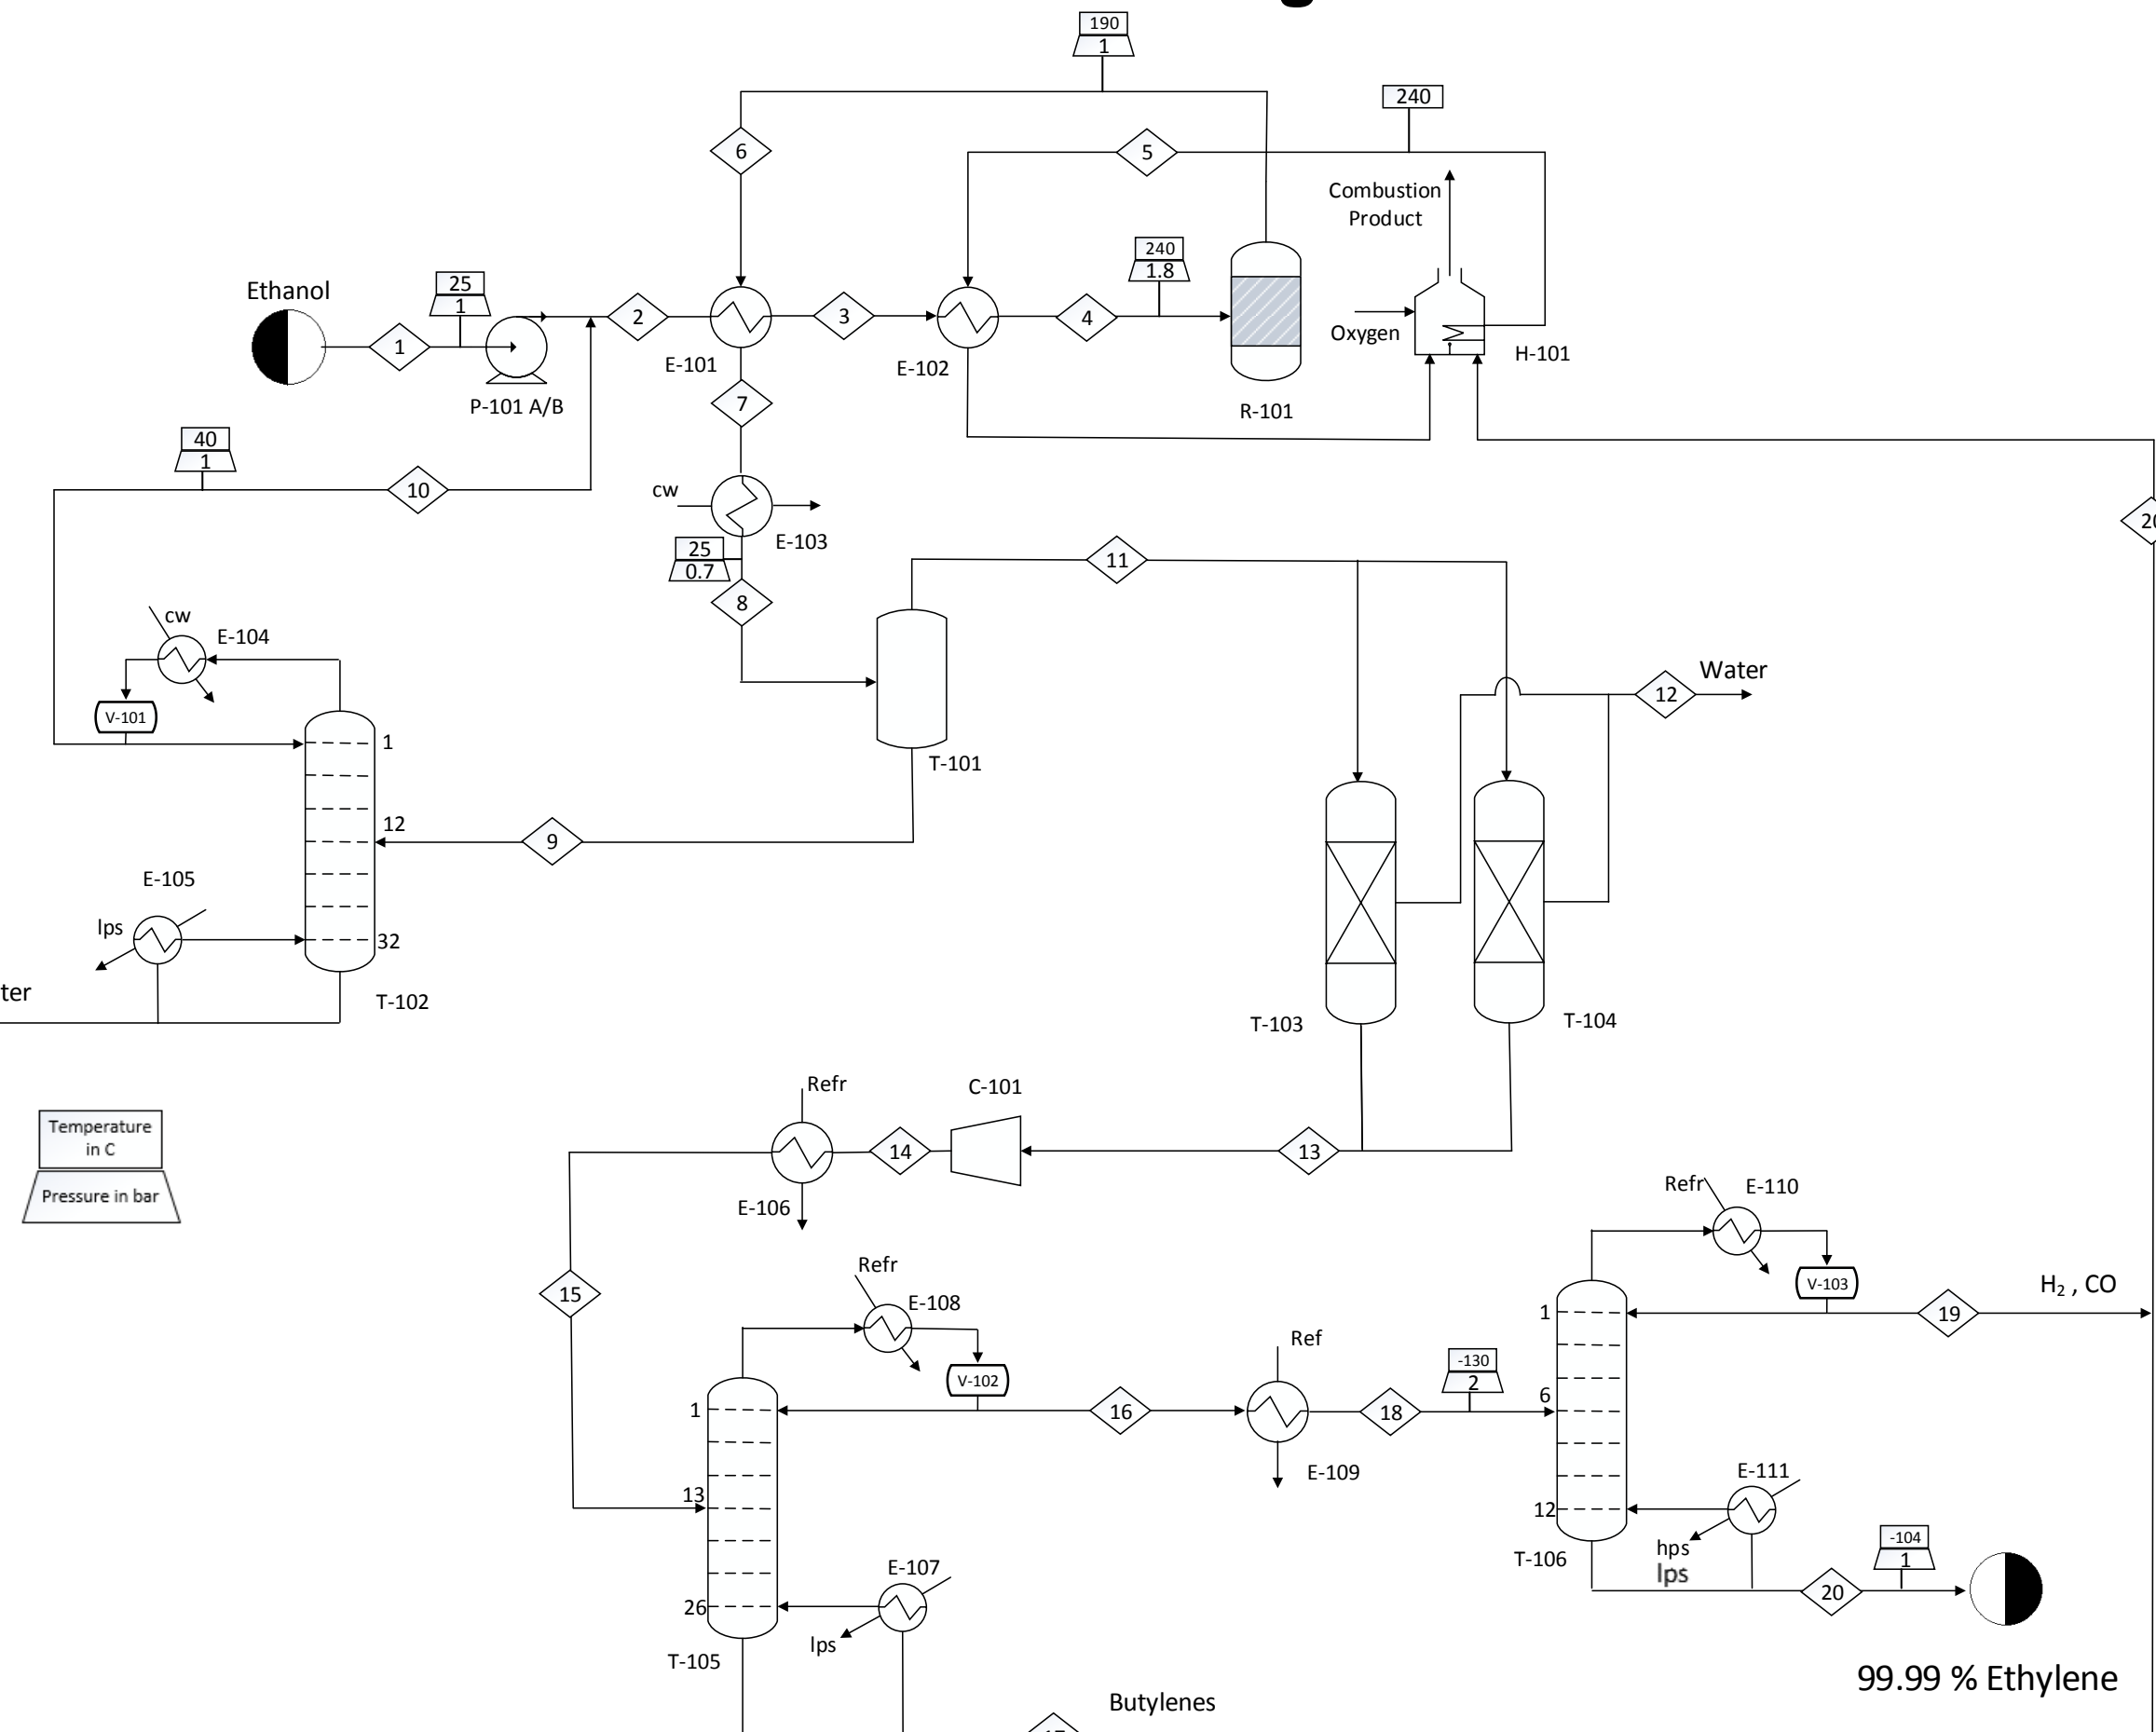 190
1
240
6
5
Combustion
Product
240
1.8
Ethanol
25
1
Oxygen
1
2
3
4
E-101
E-102
H-101
P-101 A/B
7
R-101
40
1
10
cw
E-103
25
0.7
20
11
8
cw
E-104
V-101
Water
12
1
T-101
12
9
E-105
lps
32
ter
T-102
T-103
T-104
Temperature
in C
Pressure in bar
Refr
C-101
14
13
E-106
Refr
E-110
15
Refr
E-108
V-103
H₂ , CO
1
19
Ref
-130
2
V-102
1
16
18
6
E-109
13
E-111
12
E-107
T-106
hps
lps
-104
1
26
lps
20
T-105
99.99 % Ethylene
Butylenes